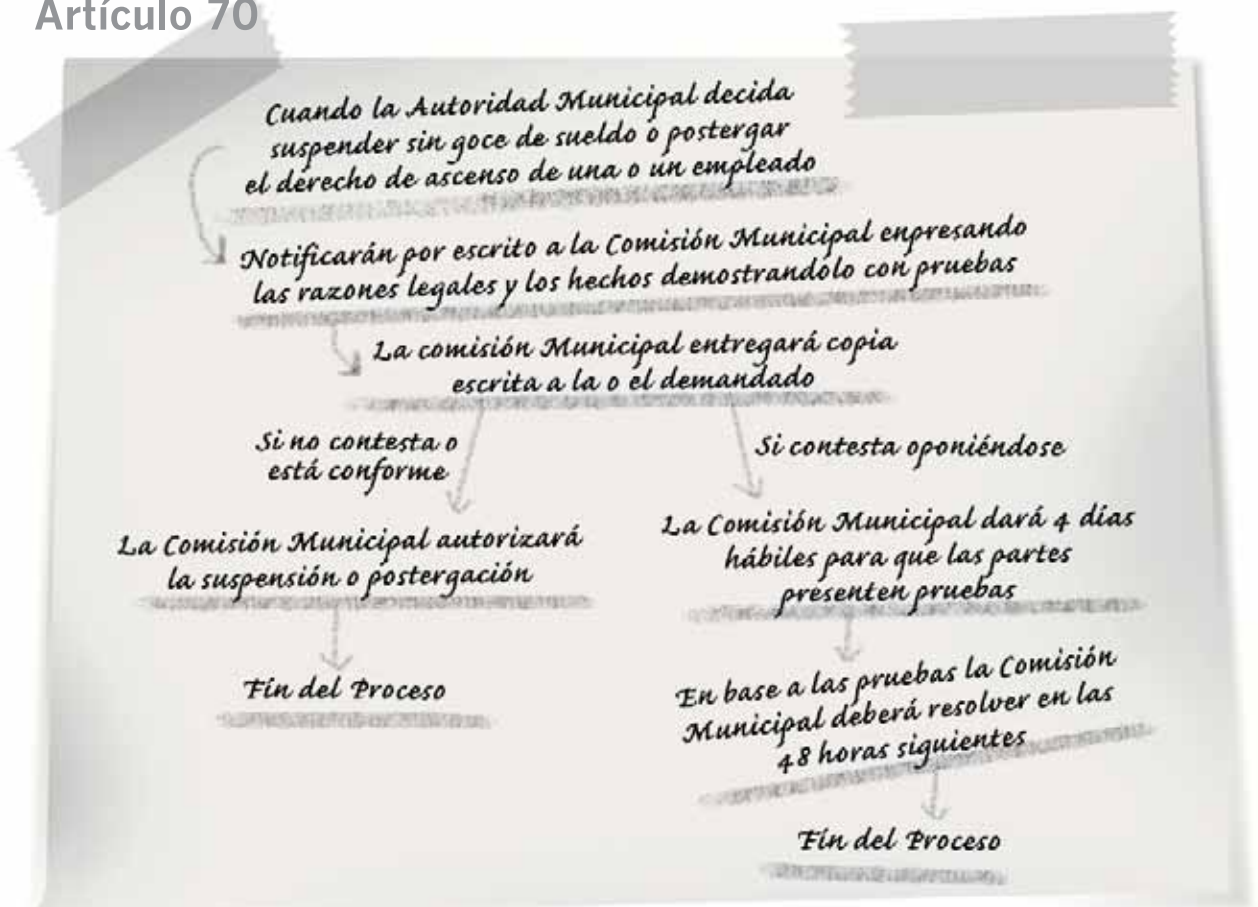 Artículo 70
Cuando la Autoridad Municipal decida
suspender sin goce de sueldo o postergar
el derecho de ascenso de una o un empleado
Notificarán por escrito a la Comisión Municipal enpresando
las razones legales y los hechos demostrandólo con pruebas
La comisión Municipal entregará copia
escrita a la o el demandado
Si no contesta o
está conforme
Si contesta oponiéndose
La Comisión Municipal autorizará
la suspensión o postergación
La Comisión Municipal dará 4 días
hábiles para que las partes
presenten pruebas
Fin del Proceso
En base a las pruebas la Comisión
Municipal deberá resolver en las
48 horas siguientes
Fin del Proceso